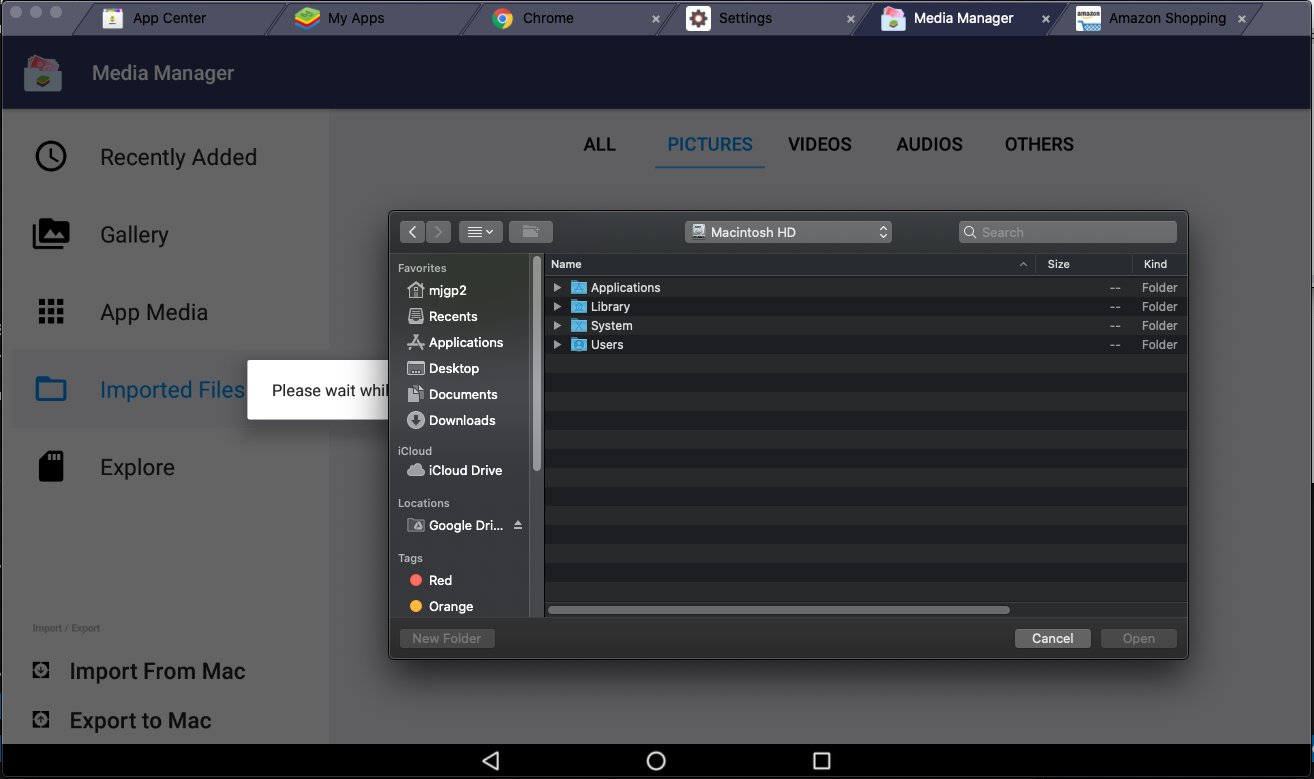 App Center
My Apps
Chrome
Settings
Media Manager
Amazon Shopping
amazon
Media Manager
Recently Added
Gallery
App Media
Imported Files
Explore
Import / Export
Import From Mac
Export to Mac
ALL
PICTURES
VIDEOS
AUDIOS
OTHERS
Please wait whil
Macintosh HD
Search
Favorites
mjgp2
Recents
Applications
Desktop
Documents
Downloads
iCloud
iCloud Drive
Locations
Google Dri...
Tags
Red
Orange
Name Size Kind
Applications -- Folder
Library -- Folder
System -- Folder
Users -- Folder
New Folder
Cancel
Open